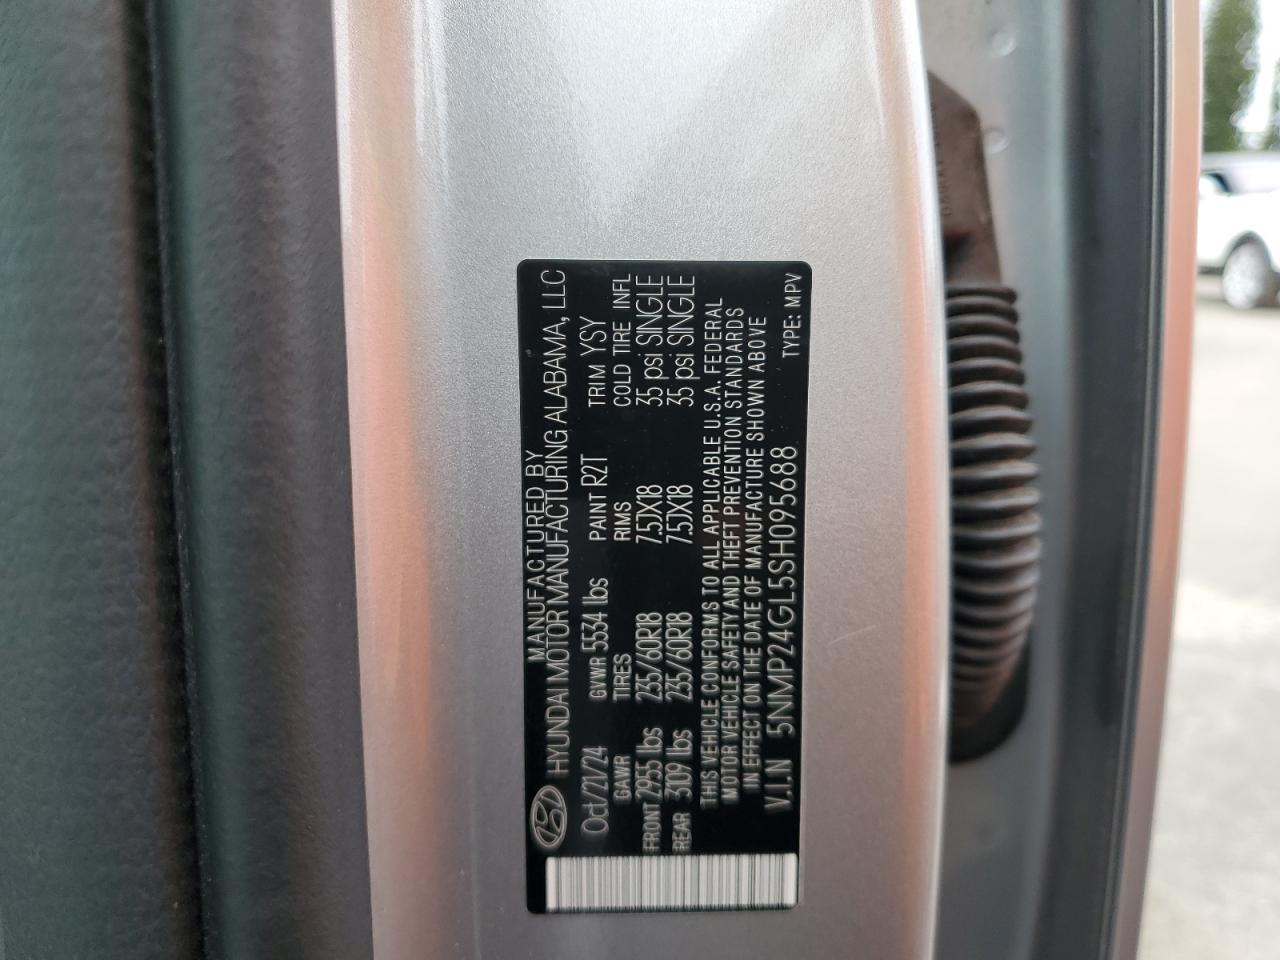 MANUFACTURED BY
HYUNDAI MOTOR MANUFACTURING ALABAMA, LLC
Oct/21/24 GVWR 5534 lbs PAINT R2T TRIM YSY
GAWR TIRES RIMS COLD TIRE INFL
FRONT 2955 lbs 235/60R18 7.5JX18 35 psi SINGLE
REAR 3109 lbs 235/60R18 7.5JX18 35 psi SINGLE
THIS VEHICLE CONFORMS TO ALL APPLICABLE U.S.A. FEDERAL
MOTOR VEHICLE SAFETY AND THEFT PREVENTION STANDARDS
IN EFFECT ON THE DATE OF MANUFACTURE SHOWN ABOVE
V.I.N 5NMP24GL5SH095688 TYPE: MPV